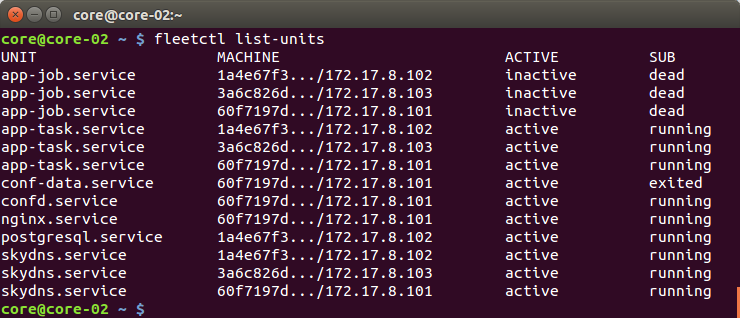 core@core-02:~
core@core-02 ~ $ fleetctl list-units
UNIT MACHINE ACTIVE SUB
app-job.service 1a4e67f3.../172.17.8.102 inactive dead
app-job.service 3a6c826d.../172.17.8.103 inactive dead
app-job.service 60f7197d.../172.17.8.101 inactive dead
app-task.service 1a4e67f3.../172.17.8.102 active running
app-task.service 3a6c826d.../172.17.8.103 active running
app-task.service 60f7197d.../172.17.8.101 active running
conf-data.service 60f7197d.../172.17.8.101 active exited
confd.service 60f7197d.../172.17.8.101 active running
nginx.service 60f7197d.../172.17.8.101 active running
postgresql.service 1a4e67f3.../172.17.8.102 active running
skydns.service 1a4e67f3.../172.17.8.102 active running
skydns.service 3a6c826d.../172.17.8.103 active running
skydns.service 60f7197d.../172.17.8.101 active running
core@core-02 ~ $